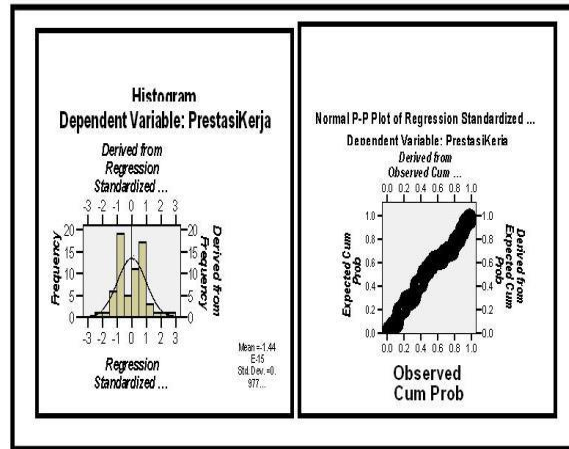 Histogram
Dependent Variable: PrestasiKerja
Derived from
Regression
Standardized ...
-3 -2 -1 0 1 2 3
20
15
10
5
0
Frequency
20
15
10
5
0
Derived from
Frequency
-3 -2 -1 0 1 2 3
Regression
Standardized ...
Mean =-1.44
E-15
Std. Dev. =0.
977...
Normal P-P Plot of Regression Standardized ...
Dependent Variable: PrestasiKerja
Derived from
Observed Cum ...
0.0 0.2 0.4 0.6 0.8 1.0
1.0
0.8
0.6
0.4
0.2
0.0
Expected Cum
Prob
1.0
0.8
0.6
0.4
0.2
0.0
Derived from
Expected Cum
Prob
0.0 0.2 0.4 0.6 0.8 1.0
Observed
Cum Prob